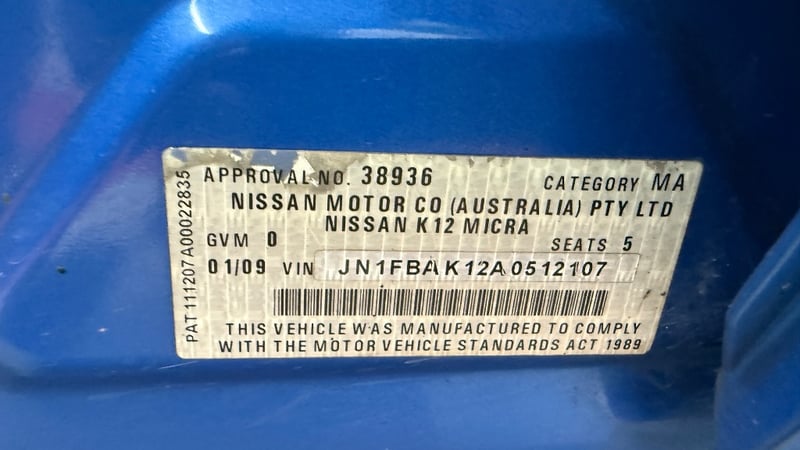 APPROVAL NO. 38936 CATEGORY MA
NISSAN MOTOR CO (AUSTRALIA) PTY LTD
NISSAN K12 MICRA
GVM 0 SEATS 5
01/09 VIN JN1FBAK12A0512107
THIS VEHICLE WAS MANUFACTURED TO COMPLY
WITH THE MOTOR VEHICLE STANDARDS ACT 1989
PAT 111207A00022835